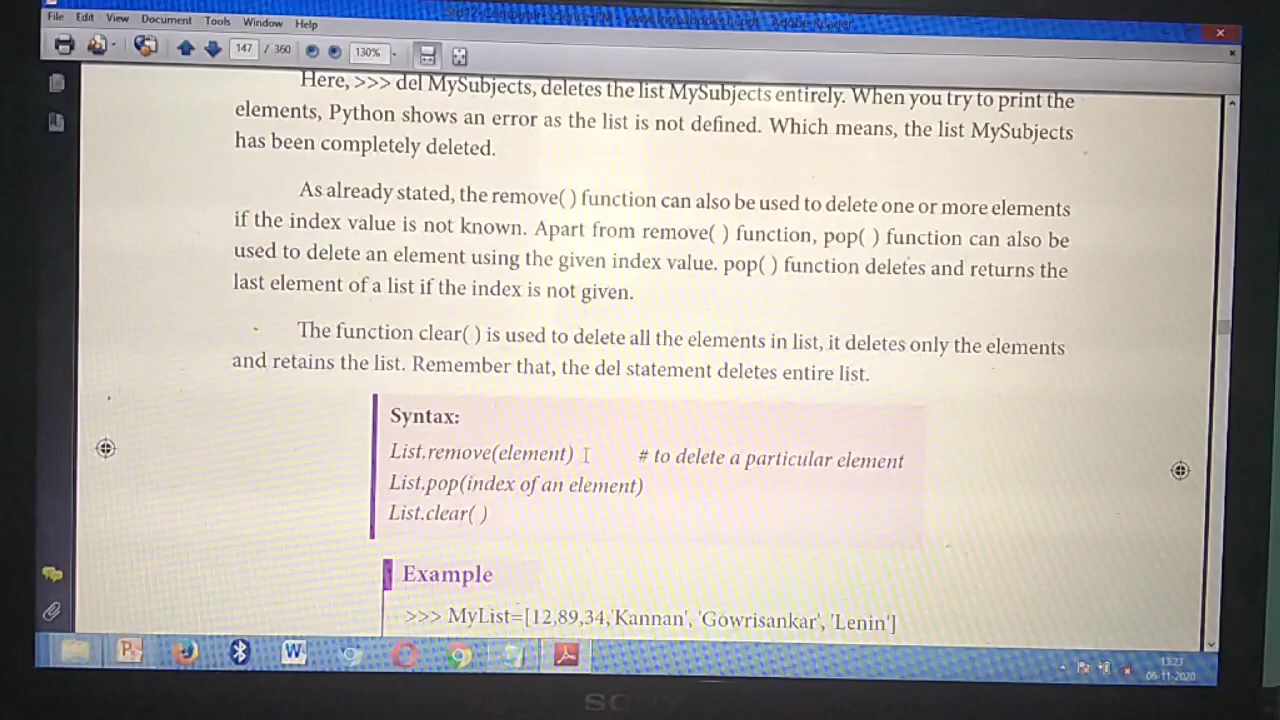 File Edit View Document Tools Window Help
147 / 360 130%
Here, >>> del MySubjects, deletes the list MySubjects entirely. When you try to print the
elements, Python shows an error as the list is not defined. Which means, the list MySubjects
has been completely deleted.
As already stated, the remove( ) function can also be used to delete one or more elements
if the index value is not known. Apart from remove( ) function, pop( ) function can also be
used to delete an element using the given index value. pop( ) function deletes and returns the
last element of a list if the index is not given.
The function clear( ) is used to delete all the elements in list, it deletes only the elements
and retains the list. Remember that, the del statement deletes entire list.
Syntax:
List.remove(element) # to delete a particular element
List.pop(index of an element)
List.clear( )
Example
>>> MyList=[12,89,34,'Kannan', 'Gowrisankar', 'Lenin']
13:23
06-11-2020
SONY